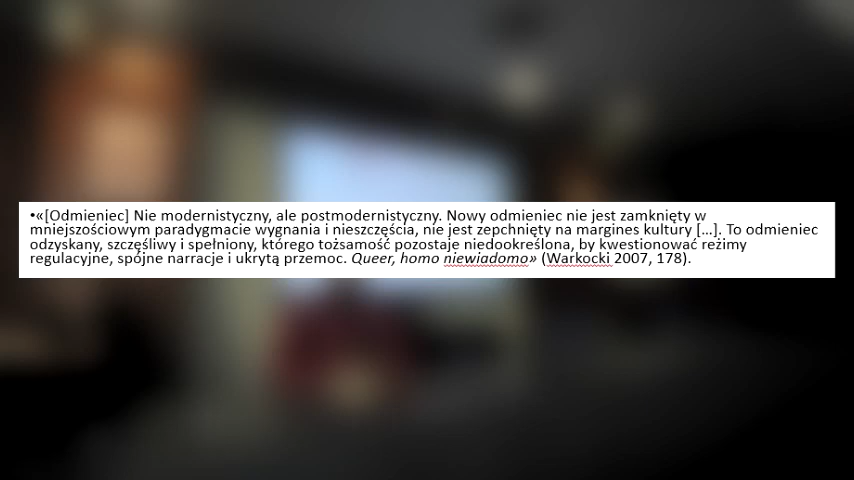 •«[Odmieniec] Nie modernistyczny, ale postmodernistyczny. Nowy odmieniec nie jest zamknięty w
mniejszościowym paradygmacie wygnania i nieszczęścia, nie jest zepchnięty na margines kultury […]. To odmieniec
odzyskany, szczęśliwy i spełniony, którego tożsamość pozostaje niedookreślona, by kwestionować reżimy
regulacyjne, spójne narracje i ukrytą przemoc. Queer, homo niewiadomo» (Warkocki 2007, 178).